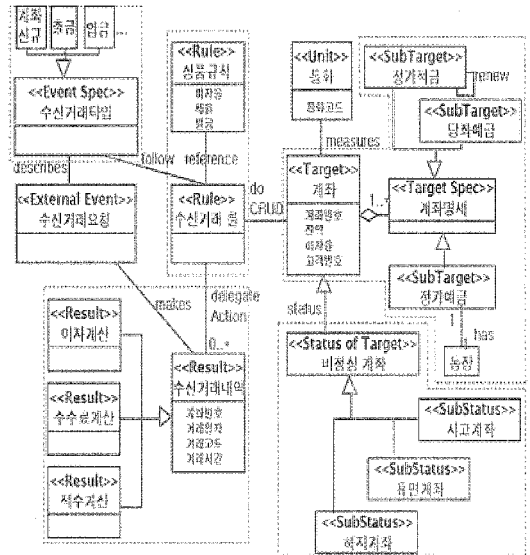 계좌
신규
출금
입금 ...
<<Event Spec>>
수신거래타입
<<Rule>>
상품금시
이자율
세율
<<Unit>>
통화
통화코드
<<SubTarget>>
정기적금
renew
<<SubTarget>>
당좌예금
describes
follow
reference
measures
<<External Event>>
수신거래요청
<<Rule>>
수신거래 룰
do
CRUD
<<Target>>
계좌
계좌번호
잔액
이자율
고객번호
1..*
<<Target Spec>>
계좌명세
makes
delegate
Action
0..*
status
<<SubTarget>>
정기예금
1
has
1
통장
<<Result>>
이자계산
<<Result>>
수수료계산
<<Result>>
적수계산
<<Result>>
수신거래내역
계좌번호
거래일자
거래코드
거래시간
<<Status of Target>>
비정상 계좌
<<SubStatus>>
사고계좌
<<SubStatus>>
휴면계좌
<<SubStatus>>
해지계좌